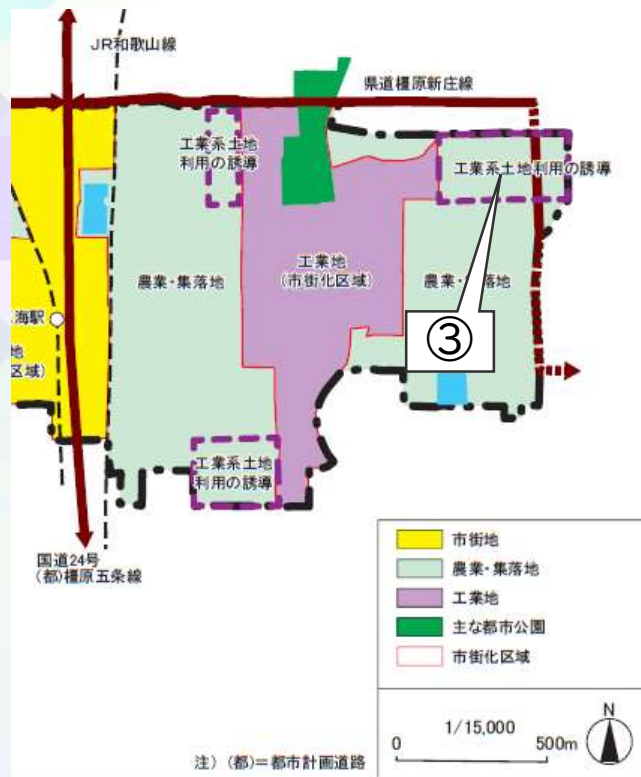 JR和歌山線
県道橿原新庄線
工業系土地
利用の誘導
工業系土地利用の誘導
工業地
(市街化区域)
農業・集落地
農業・集落地
③
海駅
地
区域)
工業系土地
利用の誘導
国道24号
(都)橿原五条線
市街地
農業・集落地
工業地
主な都市公園
市街化区域
1/15,000
0 500m
N
注) (都)=都市計画道路